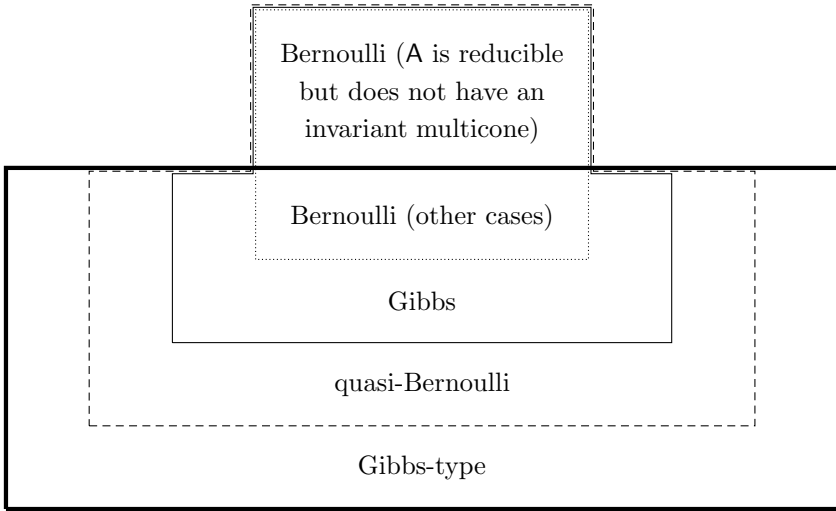 Bernoulli (A is reducible
but does not have an
invariant multicone)
Bernoulli (other cases)
Gibbs
quasi-Bernoulli
Gibbs-type